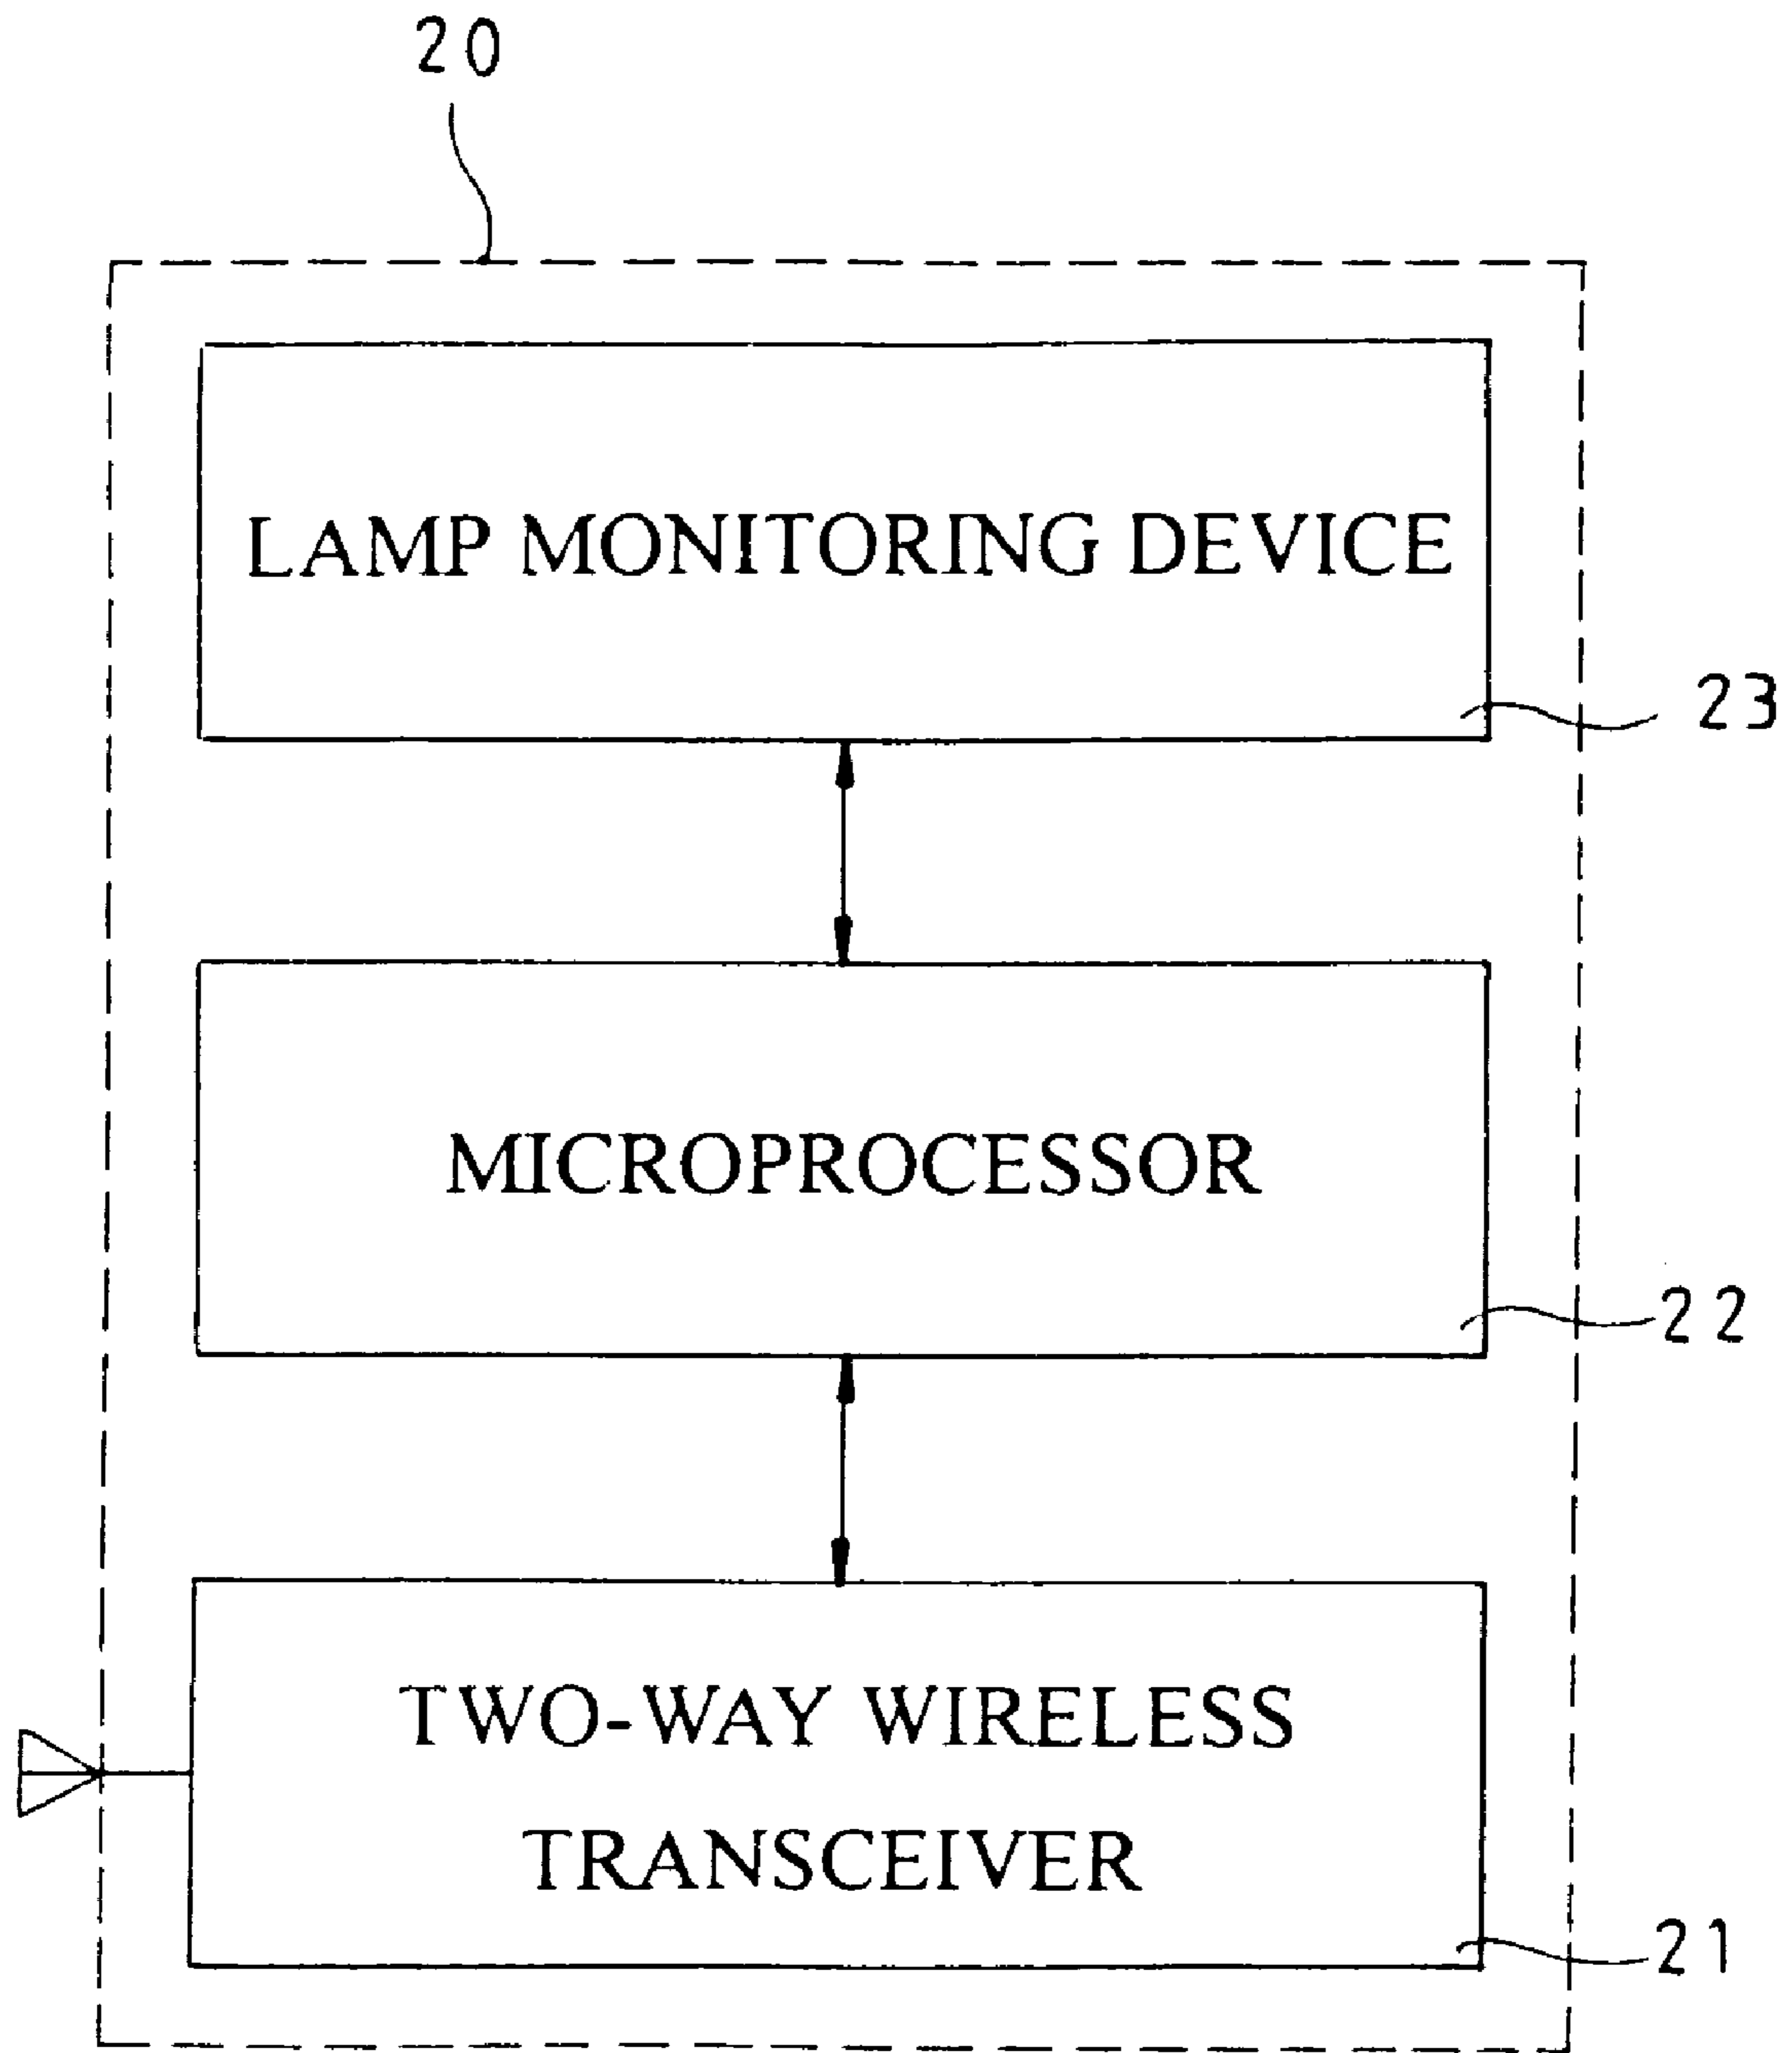 20
LAMP MONITORING DEVICE
23
MICROPROCESSOR
22
TWO-WAY WIRELESS
TRANSCEIVER
21